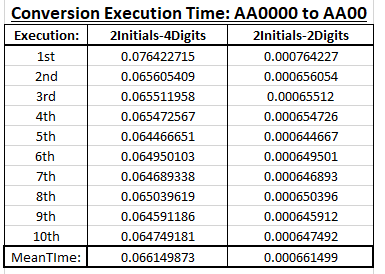 Conversion Execution Time: AA0000 to AA00
Execution: 2Initials-4Digits 2Initials-2Digits
1st 0.076422715 0.000764227
2nd 0.065605409 0.000656054
3rd 0.065511958 0.00065512
4th 0.065472567 0.000654726
5th 0.064466651 0.000644667
6th 0.064950103 0.000649501
7th 0.064689338 0.000646893
8th 0.065039619 0.000650396
9th 0.064591186 0.000645912
10th 0.064749181 0.000647492
MeanTIme: 0.066149873 0.000661499